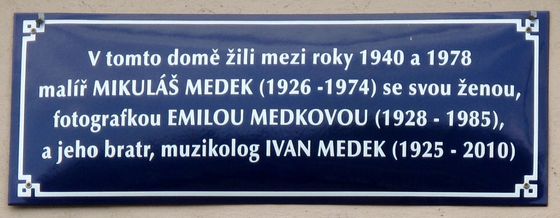 V tomto domě žili mezi roky 1940 a 1978
malíř MIKULÁŠ MEDEK (1926 -1974) se svou ženou,
fotografkou EMILOU MEDKOVOU (1928 - 1985),
a jeho bratr, muzikolog IVAN MEDEK (1925 - 2010)